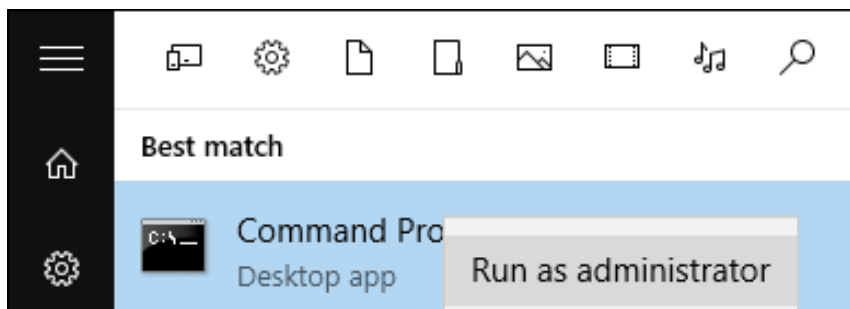 Best match
C:\
Command Pro
Desktop app
Run as administrator